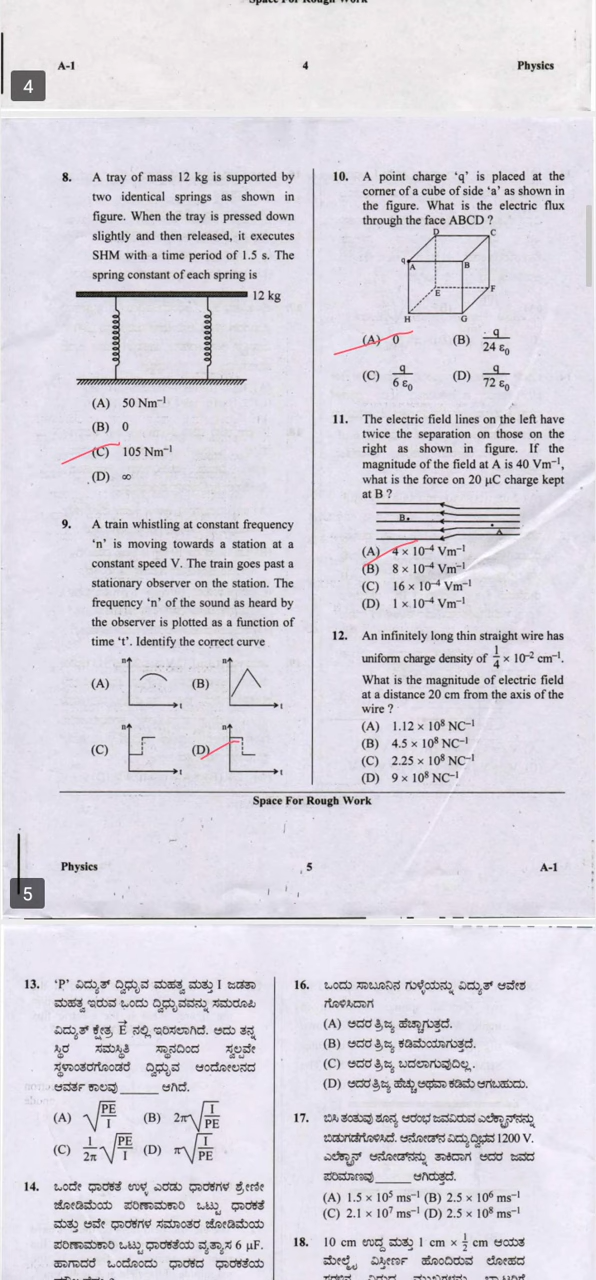 Space For Rough Work
A-1
4
Physics
4
8. A tray of mass 12 kg is supported by
two identical springs as shown in
figure. When the tray is pressed down
slightly and then released, it executes
SHM with a time period of 1.5 s. The
spring constant of each spring is
12 kg
(A) 50 Nm⁻¹
(B) 0
(C) 105 Nm⁻¹
(D) ∞
9. A train whistling at constant frequency
'n' is moving towards a station at a
constant speed V. The train goes past a
stationary observer on the station. The
frequency 'n' of the sound as heard by
the observer is plotted as a function of
time 't'. Identify the correct curve
n
t
(A)
n
t
(B)
n
t
(C)
n
t
(D)
10. A point charge 'q' is placed at the
corner of a cube of side 'a' as shown in
the figure. What is the electric flux
through the face ABCD ?
D C
q A B
E F
H G
(A) 0 (B) q/24 ε₀
(C) q/6 ε₀ (D) q/72 ε₀
11. The electric field lines on the left have
twice the separation on those on the
right as shown in figure. If the
magnitude of the field at A is 40 Vm⁻¹,
what is the force on 20 μC charge kept
at B ?
B
A
(A) 4 × 10⁻⁴ Vm⁻¹
(B) 8 × 10⁻⁴ Vm⁻¹
(C) 16 × 10⁻⁴ Vm⁻¹
(D) 1 × 10⁻⁴ Vm⁻¹
12. An infinitely long thin straight wire has
uniform charge density of 1/4 × 10⁻² cm⁻¹.
What is the magnitude of electric field
at a distance 20 cm from the axis of the
wire ?
(A) 1.12 × 10⁸ NC⁻¹
(B) 4.5 × 10⁸ NC⁻¹
(C) 2.25 × 10⁸ NC⁻¹
(D) 9 × 10⁸ NC⁻¹
Space For Rough Work
Physics
5
A-1
5
13. 'P' ವಿದ್ಯುತ್ ದ್ವಿಧ್ರುವ ಮಹತ್ವ ಮತ್ತು I ಜಡತಾ
ಮಹತ್ವ ಇರುವ ಒಂದು ದ್ವಿಧ್ರುವವನ್ನು ಸಮರೂಪಿ
ವಿದ್ಯುತ್ ಕ್ಷೇತ್ರ E⃗ ನಲ್ಲಿ ಇರಿಸಲಾಗಿದೆ. ಅದು ತನ್ನ
ಸ್ಥಿರ ಸಮಸ್ಥಿತಿ ಸ್ಥಾನದಿಂದ ಸ್ವಲ್ಪವೇ
ಸ್ಥಳಾಂತರಗೊಂಡರೆ ದ್ವಿಧ್ರುವ ಆಂದೋಲನದ
ಆವರ್ತ ಕಾಲವು ______ ಆಗಿದೆ.
(A) √(PE/I) (B) 2π√(I/PE)
(C) 1/2π √(PE/I) (D) π√(I/PE)
14. ಒಂದೇ ಧಾರಕತೆ ಉಳ್ಳ ಎರಡು ಧಾರಕಗಳ ಶ್ರೇಣೀ
ಜೋಡಿಮೆಯ ಪರಿಣಾಮಕಾರಿ ಒಟ್ಟು ಧಾರಕತೆ
ಮತ್ತು ಅವೇ ಧಾರಕಗಳ ಸಮಾಂತರ ಜೋಡಿಮೆಯ
ಪರಿಣಾಮಕಾರಿ ಒಟ್ಟು ಧಾರಕತೆಯ ವ್ಯತ್ಯಾಸ 6 μF.
ಹಾಗಾದರೆ ಒಂದೊಂದು ಧಾರಕದ ಧಾರಕತೆಯ
16. ಒಂದು ಸಾಬೂನಿನ ಗುಳ್ಳೆಯನ್ನು ವಿದ್ಯುತ್ ಆವೇಶ
ಗೊಳಿಸಿದಾಗ
(A) ಅದರ ತ್ರಿಜ್ಯ ಹೆಚ್ಚಾಗುತ್ತದೆ.
(B) ಅದರ ತ್ರಿಜ್ಯ ಕಡಿಮೆಯಾಗುತ್ತದೆ.
(C) ಅದರ ತ್ರಿಜ್ಯ ಬದಲಾಗುವುದಿಲ್ಲ.
(D) ಅದರ ತ್ರಿಜ್ಯ ಹೆಚ್ಚು ಅಥವಾ ಕಡಿಮೆ ಆಗಬಹುದು.
17. ಬಿಸಿ ತಂತುವು ಶೂನ್ಯ ಆರಂಭ ಜವವಿರುವ ಎಲೆಕ್ಟ್ರಾನ್‌ನನ್ನು
ಬಿಡುಗಡೆಗೊಳಿಸಿದೆ. ಆನೋಡ್‌ನ ವಿದ್ಯುದ್ವಿಭವ 1200 V.
ಎಲೆಕ್ಟ್ರಾನ್ ಆನೋಡ್‌ನನ್ನು ತಾಕಿದಾಗ ಅದರ ಜವದ
ಪರಿಮಾಣವು ______ ಆಗಿರುತ್ತದೆ.
(A) 1.5 × 10⁵ ms⁻¹ (B) 2.5 × 10⁶ ms⁻¹
(C) 2.1 × 10⁷ ms⁻¹ (D) 2.5 × 10⁸ ms⁻¹
18. 10 cm ಉದ್ದ ಮತ್ತು 1 cm × 1/2 cm ಆಯತ
ಮೇಲ್ಮೈ ವಿಸ್ತೀರ್ಣ ಹೊಂದಿರುವ ಲೋಹದ